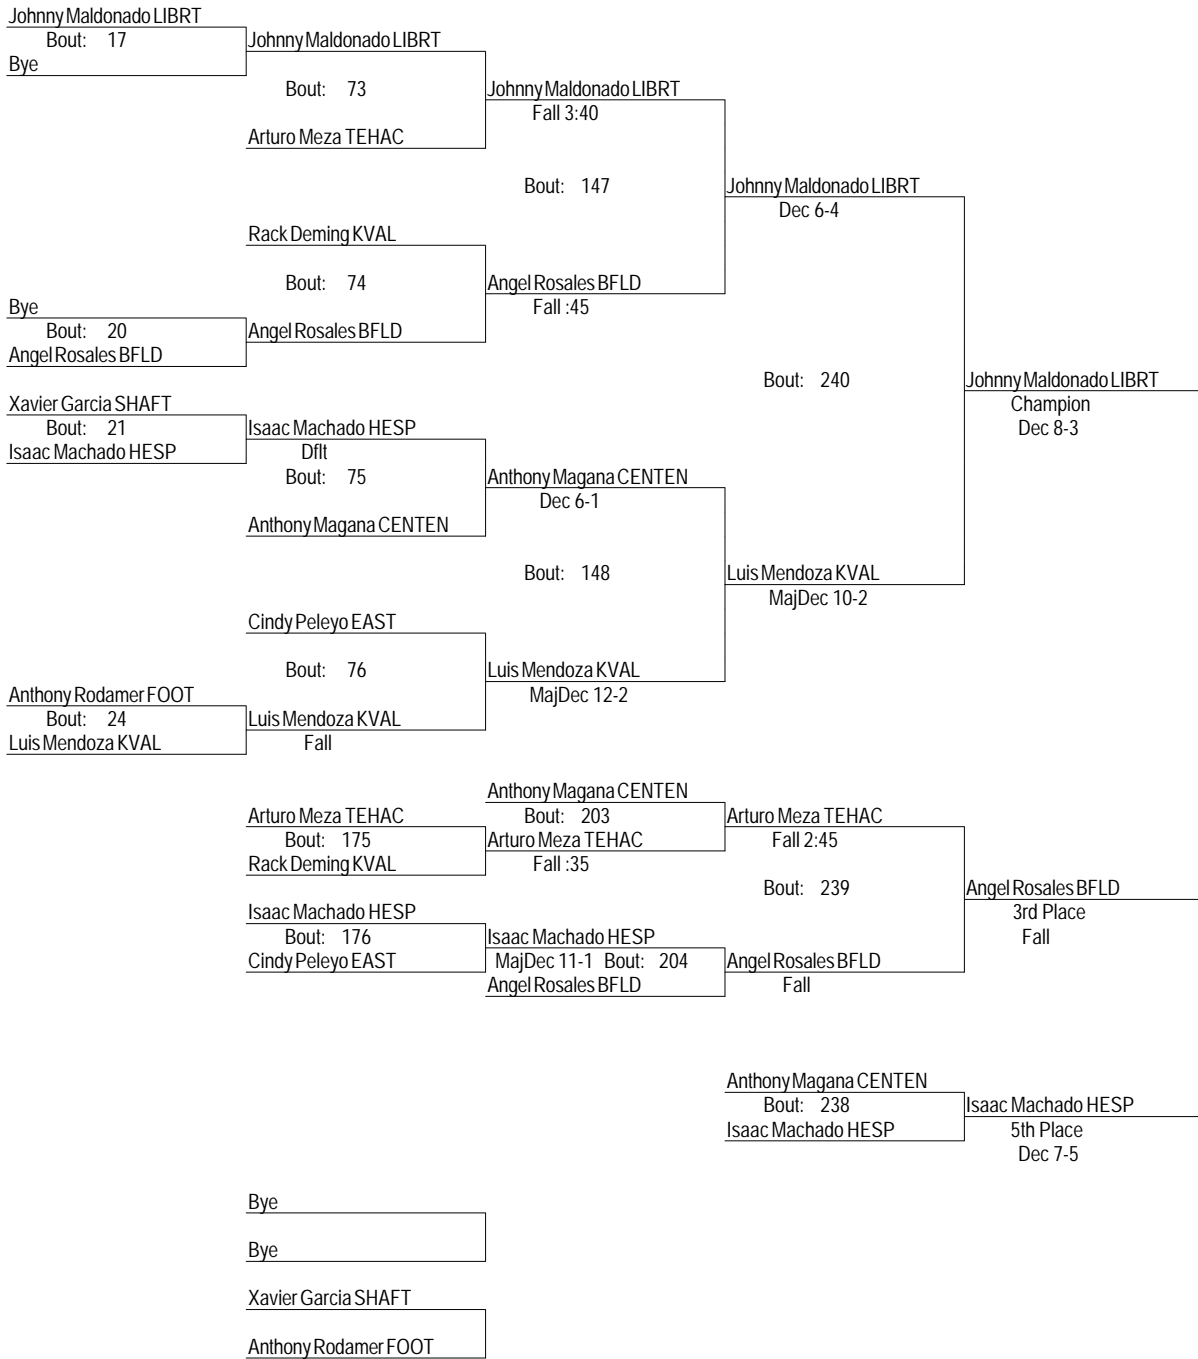 Johnny Maldonado LIBRT
Bout: 17
Bye
Johnny Maldonado LIBRT
Bout: 73
Arturo Meza TEHAC
Johnny Maldonado LIBRT
Fall 3:40
Bout: 147
Johnny Maldonado LIBRT
Dec 6-4
Rack Deming KVAL
Bout: 74
Angel Rosales BFLD
Fall :45
Bye
Bout: 20
Angel Rosales BFLD
Angel Rosales BFLD
Bout: 240
Johnny Maldonado LIBRT
Champion
Dec 8-3
Xavier Garcia SHAFT
Bout: 21
Isaac Machado HESP
Isaac Machado HESP
Dflt
Bout: 75
Anthony Magana CENTEN
Anthony Magana CENTEN
Dec 6-1
Bout: 148
Luis Mendoza KVAL
MajDec 10-2
Cindy Peleyo EAST
Bout: 76
Luis Mendoza KVAL
MajDec 12-2
Anthony Rodamer FOOT
Bout: 24
Luis Mendoza KVAL
Luis Mendoza KVAL
Fall
Anthony Magana CENTEN
Arturo Meza TEHAC
Bout: 203
Arturo Meza TEHAC
Bout: 175
Arturo Meza TEHAC
Fall 2:45
Rack Deming KVAL
Fall :35
Bout: 239
Angel Rosales BFLD
3rd Place
Fall
Isaac Machado HESP
Bout: 176
Isaac Machado HESP
Cindy Peleyo EAST
MajDec 11-1 Bout: 204
Angel Rosales BFLD
Angel Rosales BFLD
Fall
Anthony Magana CENTEN
Bout: 238
Isaac Machado HESP
Isaac Machado HESP
5th Place
Dec 7-5
Bye
Bye
Xavier Garcia SHAFT
Anthony Rodamer FOOT